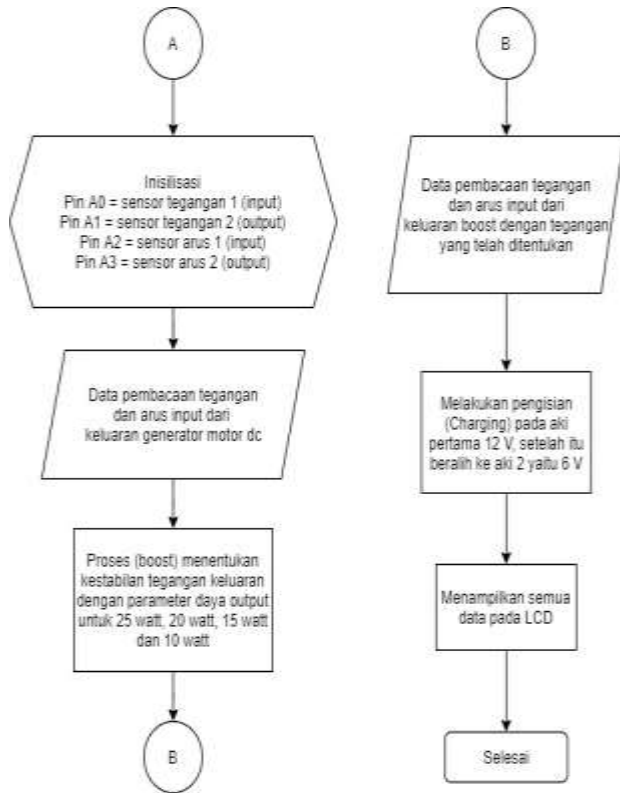 A
Inisilisasi
Pin A0 = sensor tegangan 1 (input)
Pin A1 = sensor tegangan 2 (output)
Pin A2 = sensor arus 1 (input)
Pin A3 = sensor arus 2 (output)
Data pembacaan tegangan
dan arus input dari
keluaran generator motor dc
Proses (boost) menentukan
kestabilan tegangan keluaran
dengan parameter daya output
untuk 25 watt, 20 watt, 15 watt
dan 10 watt
B
B
Data pembacaan tegangan
dan arus input dari
keluaran boost dengan tegangan
yang telah ditentukan
Melakukan pengisian
(Charging) pada aki
pertama 12 V, setelah itu
beralih ke aki 2 yaitu 6 V
Menampilkan semua
data pada LCD
Selesai